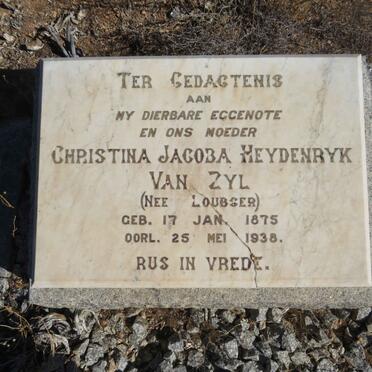 TER GEDAGTENIS
AAN
MY DIERBARE EGGENOTE
EN ONS MOEDER
CHRISTINA JACOBA HEYDENRYK
VAN ZYL
(NEE LOUBSER)
GEB. 17 JAN. 1875
OORL. 25 MEI 1938.
RUS IN VREDE.